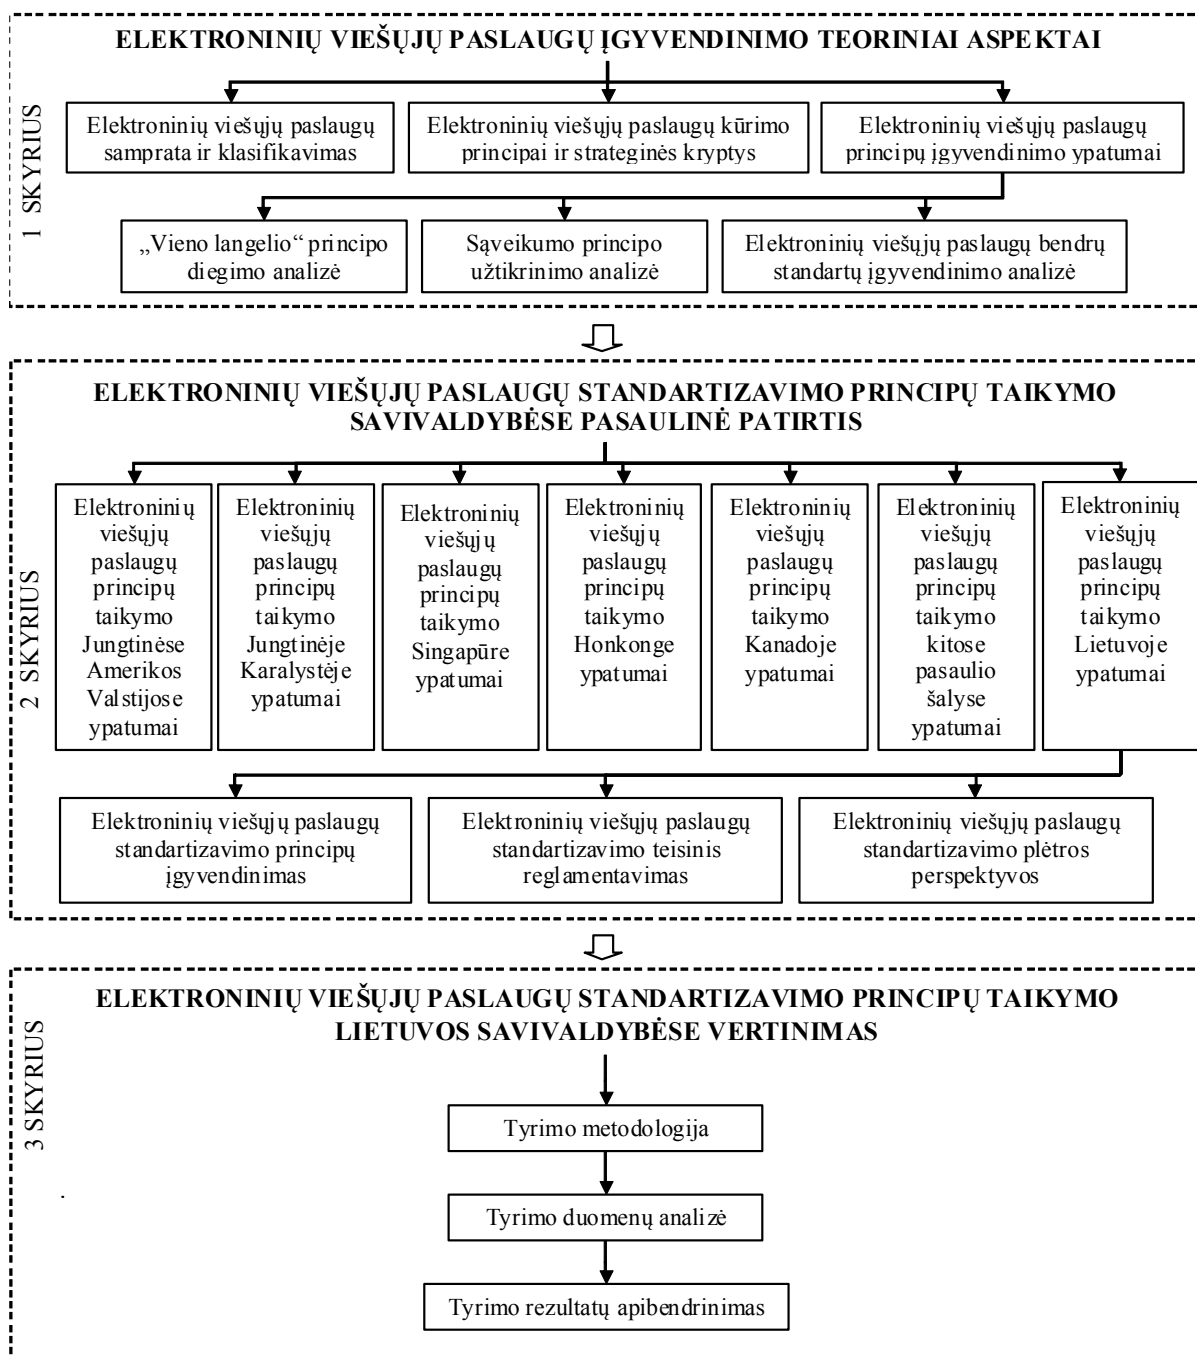 ELEKTRONINIŲ VIEŠŲJŲ PASLAUGŲ ĮGYVENDINIMO TEORINIAI ASPEKTAI
1 SKYRIUS
Elektroninių viešųjų paslaugų
samprata ir klasifikavimas
Elektroninių viešųjų paslaugų kūrimo
principai ir strateginės kryptys
Elektroninių viešųjų paslaugų
principų įgyvendinimo ypatumai
„Vieno langelio“ principo
diegimo analizė
Sąveikumo principo
užtikrinimo analizė
Elektroninių viešųjų paslaugų bendrų
standartų įgyvendinimo analizė
ELEKTRONINIŲ VIEŠŲJŲ PASLAUGŲ STANDARTIZAVIMO PRINCIPŲ TAIKYMO
SAVIVALDYBĖSE PASAULINĖ PATIRTIS
2 SKYRIUS
Elektroninių
viešųjų
paslaugų
principų
taikymo
Jungtinėse
Amerikos
Valstijose
ypatumai
Elektroninių
viešųjų
paslaugų
principų
taikymo
Jungtinėje
Karalystėje
ypatumai
Elektroninių
viešųjų
paslaugų
principų
taikymo
Singapūre
ypatumai
Elektroninių
viešųjų
paslaugų
principų
taikymo
Honkonge
ypatumai
Elektroninių
viešųjų
paslaugų
principų
taikymo
Kanadoje
ypatumai
Elektroninių
viešųjų
paslaugų
principų
taikymo
kitose
pasaulio
šalyse
ypatumai
Elektroninių
viešųjų
paslaugų
principų
taikymo
Lietuvoje
ypatumai
Elektroninių viešųjų paslaugų
standartizavimo principų
įgyvendinimas
Elektroninių viešųjų paslaugų
standartizavimo teisinis
reglamentavimas
Elektroninių viešųjų paslaugų
standartizavimo plėtros
perspektyvos
ELEKTRONINIŲ VIEŠŲJŲ PASLAUGŲ STANDARTIZAVIMO PRINCIPŲ TAIKYMO
LIETUVOS SAVIVALDYBĖSE VERTINIMAS
3 SKYRIUS
Tyrimo metodologija
.
Tyrimo duomenų analizė
Tyrimo rezultatų apibendrinimas